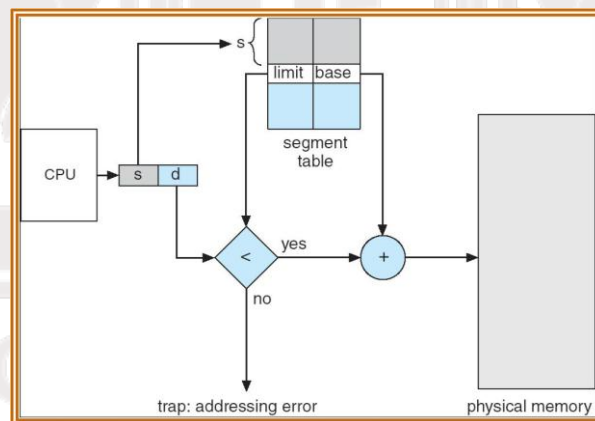 s
limit base
segment
table
CPU
s d
<
yes
+
no
trap: addressing error
physical memory